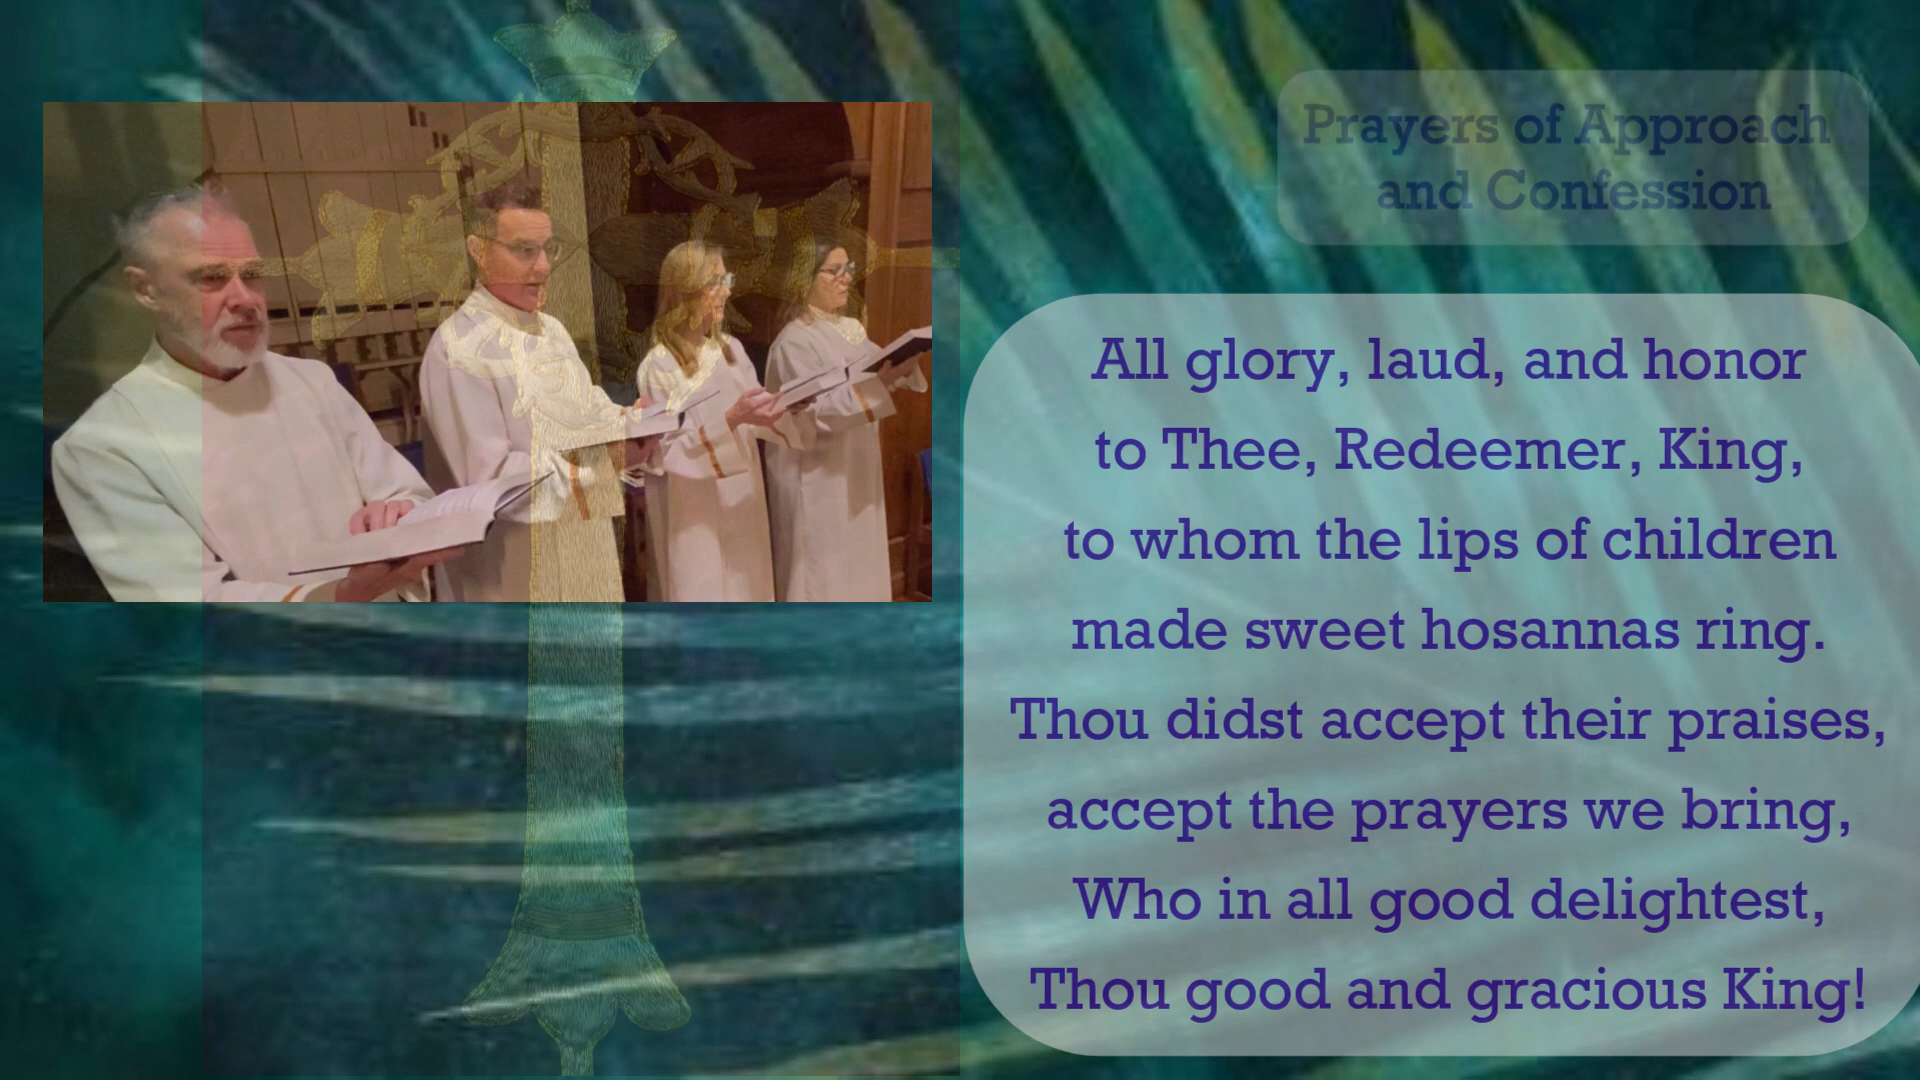 Prayers of Approach
and Confession
All glory, laud, and honor
to Thee, Redeemer, King,
to whom the lips of children
made sweet hosannas ring.
Thou didst accept their praises,
accept the prayers we bring,
Who in all good delightest,
Thou good and gracious King!